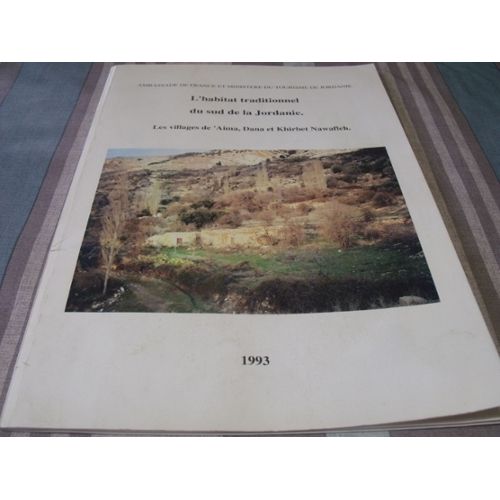 AMBASSADE DE FRANCE ET MINISTERE DU TOURISME DE JORDANIE
L'habitat traditionnel
du sud de la Jordanie.
Les villages de 'Aima, Dana et Khirbet Nawafleh.
1993